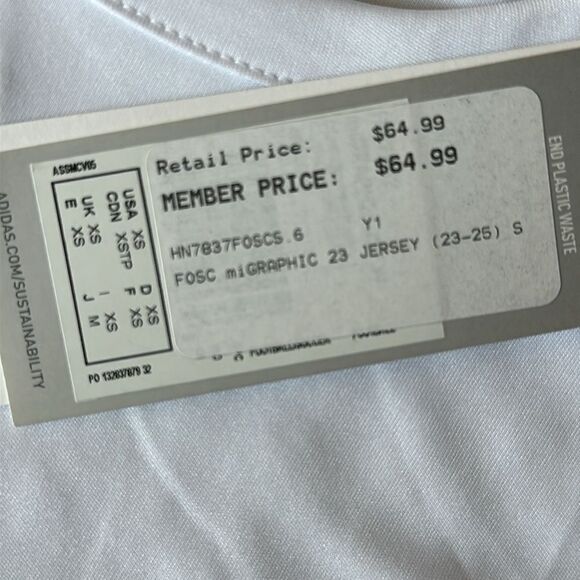 Retail Price: $64.99
MEMBER PRICE: $64.99
HN7837FOSCS.6 Y1
FOSC miGRAPHIC 23 JERSEY (23-25) S
ASSMCV05
USA XS D XS
CDN XSTP F XS
UK XS I XS
E XS J M
PO 132837879 32
ADIDAS.COM/SUSTAINABILITY
END PLASTIC WASTE